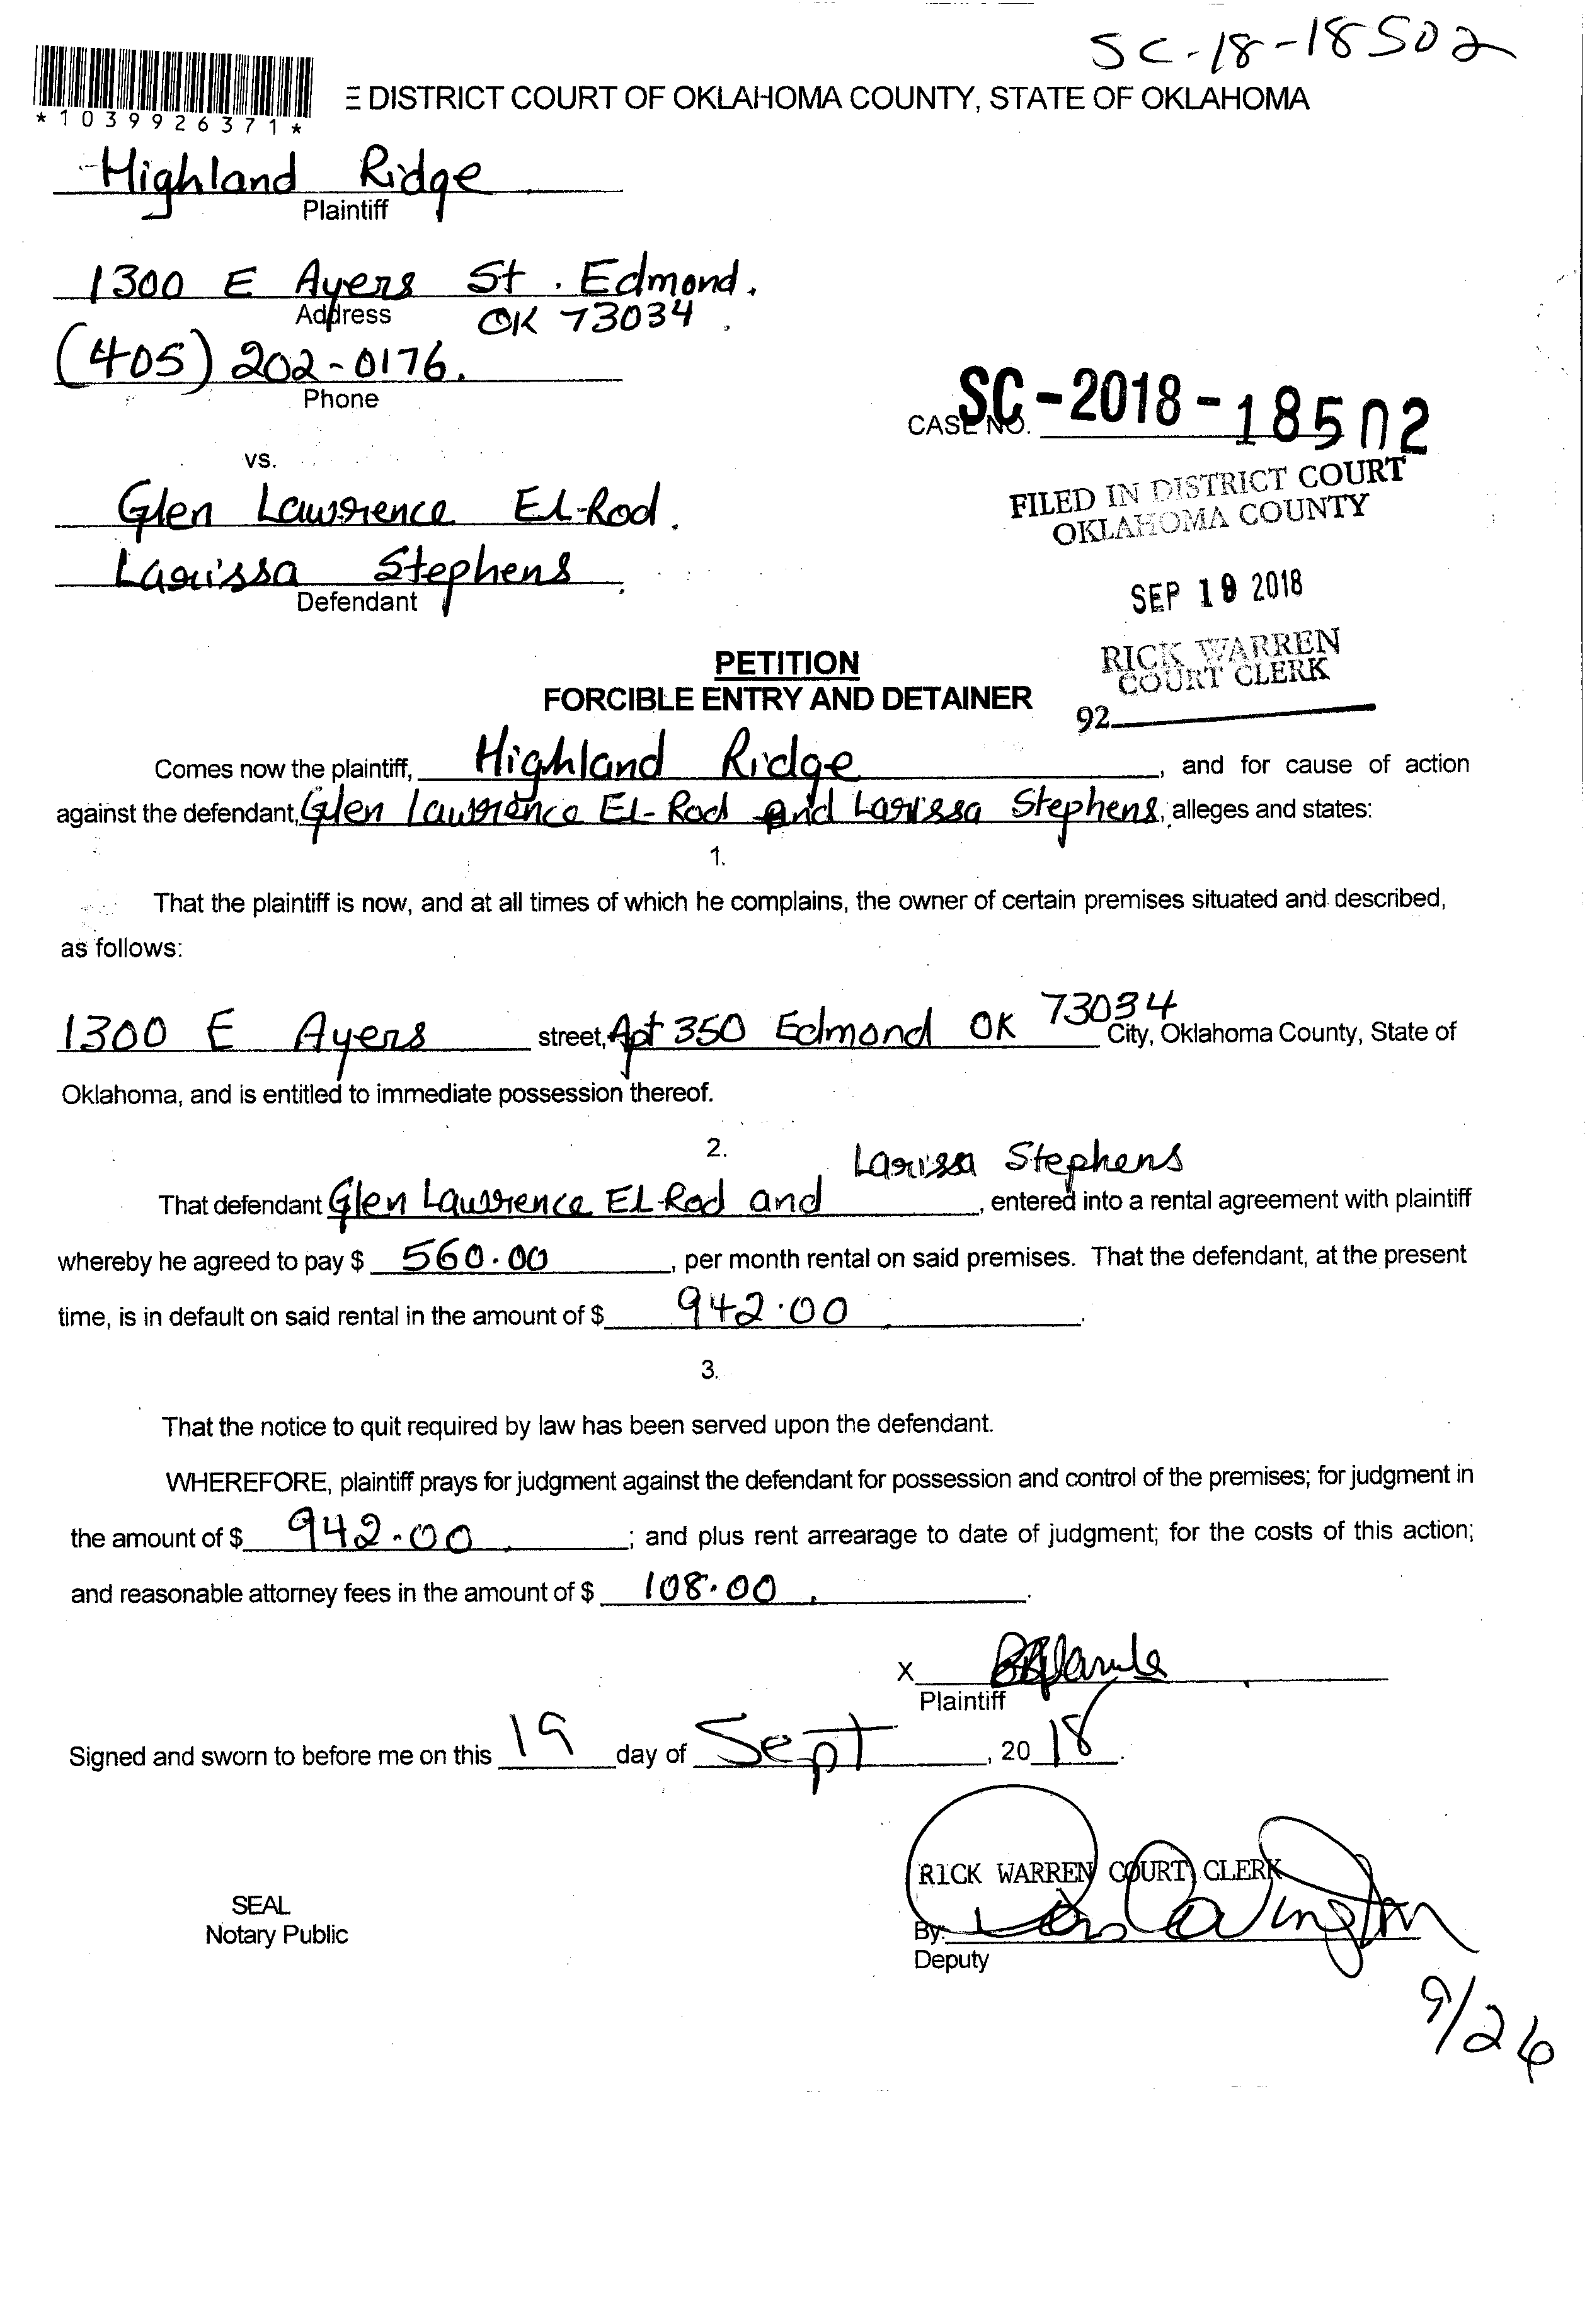 SC-18-18502
*1039926371*
E DISTRICT COURT OF OKLAHOMA COUNTY, STATE OF OKLAHOMA
Highland Ridge
Plaintiff
1300 E Ayers St. Edmond.
Address OK 73034.
(405) 202-0176.
Phone
CASE NO. SC-2018-18502
vs.
FILED IN DISTRICT COURT
OKLAHOMA COUNTY
Glen Lawrence EL-Rod.
Larissa Stephens.
Defendant
SEP 19 2018
RICK WARREN
COURT CLERK
92
PETITION
FORCIBLE ENTRY AND DETAINER
Comes now the plaintiff, Highland Ridge, and for cause of action
against the defendant, Glen Lawrence EL-Rod and Larissa Stephens, alleges and states:
1.
That the plaintiff is now, and at all times of which he complains, the owner of certain premises situated and described,
as follows:
1300 E Ayers street, Apt 350 Edmond OK 73034 City, Oklahoma County, State of
Oklahoma, and is entitled to immediate possession thereof.
2.
That defendant Glen Lawrence EL-Rod and Larissa Stephens, entered into a rental agreement with plaintiff
whereby he agreed to pay $ 560.00, per month rental on said premises. That the defendant, at the present
time, is in default on said rental in the amount of $ 942.00.
3.
That the notice to quit required by law has been served upon the defendant.
WHEREFORE, plaintiff prays for judgment against the defendant for possession and control of the premises; for judgment in
the amount of $ 942.00; and plus rent arrearage to date of judgment; for the costs of this action;
and reasonable attorney fees in the amount of $ 108.00.
X
Plaintiff
Signed and sworn to before me on this 19 day of Sept, 2018.
RICK WARREN COURT CLERK
SEAL
Notary Public
By:
Deputy
9/26